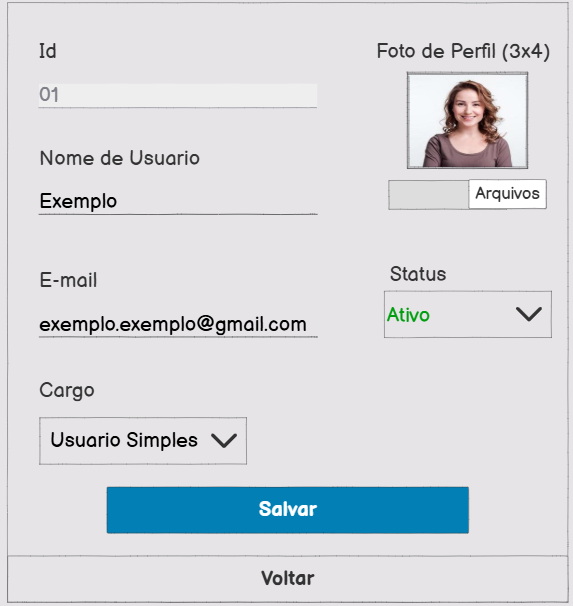 Id
Foto de Perfil (3x4)
01
Nome de Usuario
Exemplo
Arquivos
E-mail
Status
exemplo.exemplo@gmail.com
Ativo
Cargo
Usuario Simples
Salvar
Voltar